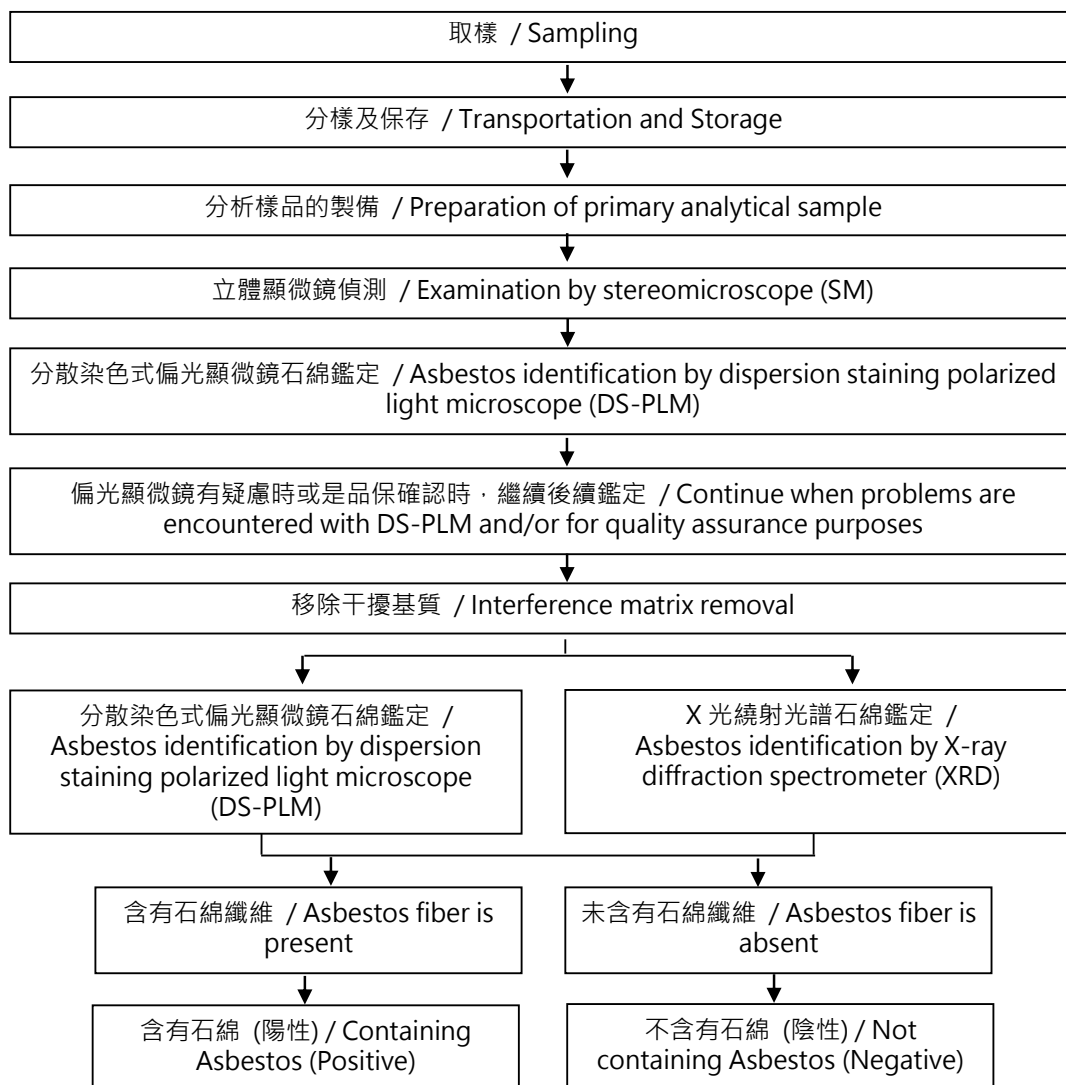 取樣 / Sampling
分樣及保存 / Transportation and Storage
分析樣品的製備 / Preparation of primary analytical sample
立體顯微鏡偵測 / Examination by stereomicroscope (SM)
分散染色式偏光顯微鏡石綿鑑定 / Asbestos identification by dispersion staining polarized
light microscope (DS-PLM)
偏光顯微鏡有疑慮時或是品保確認時，繼續後續鑑定 / Continue when problems are
encountered with DS-PLM and/or for quality assurance purposes
移除干擾基質 / Interference matrix removal
分散染色式偏光顯微鏡石綿鑑定 /
Asbestos identification by dispersion
staining polarized light microscope
(DS-PLM)
X 光繞射光譜石綿鑑定 /
Asbestos identification by X-ray
diffraction spectrometer (XRD)
含有石綿纖維 / Asbestos fiber is
present
未含有石綿纖維 / Asbestos fiber is
absent
含有石綿 (陽性) / Containing
Asbestos (Positive)
不含有石綿 (陰性) / Not
containing Asbestos (Negative)